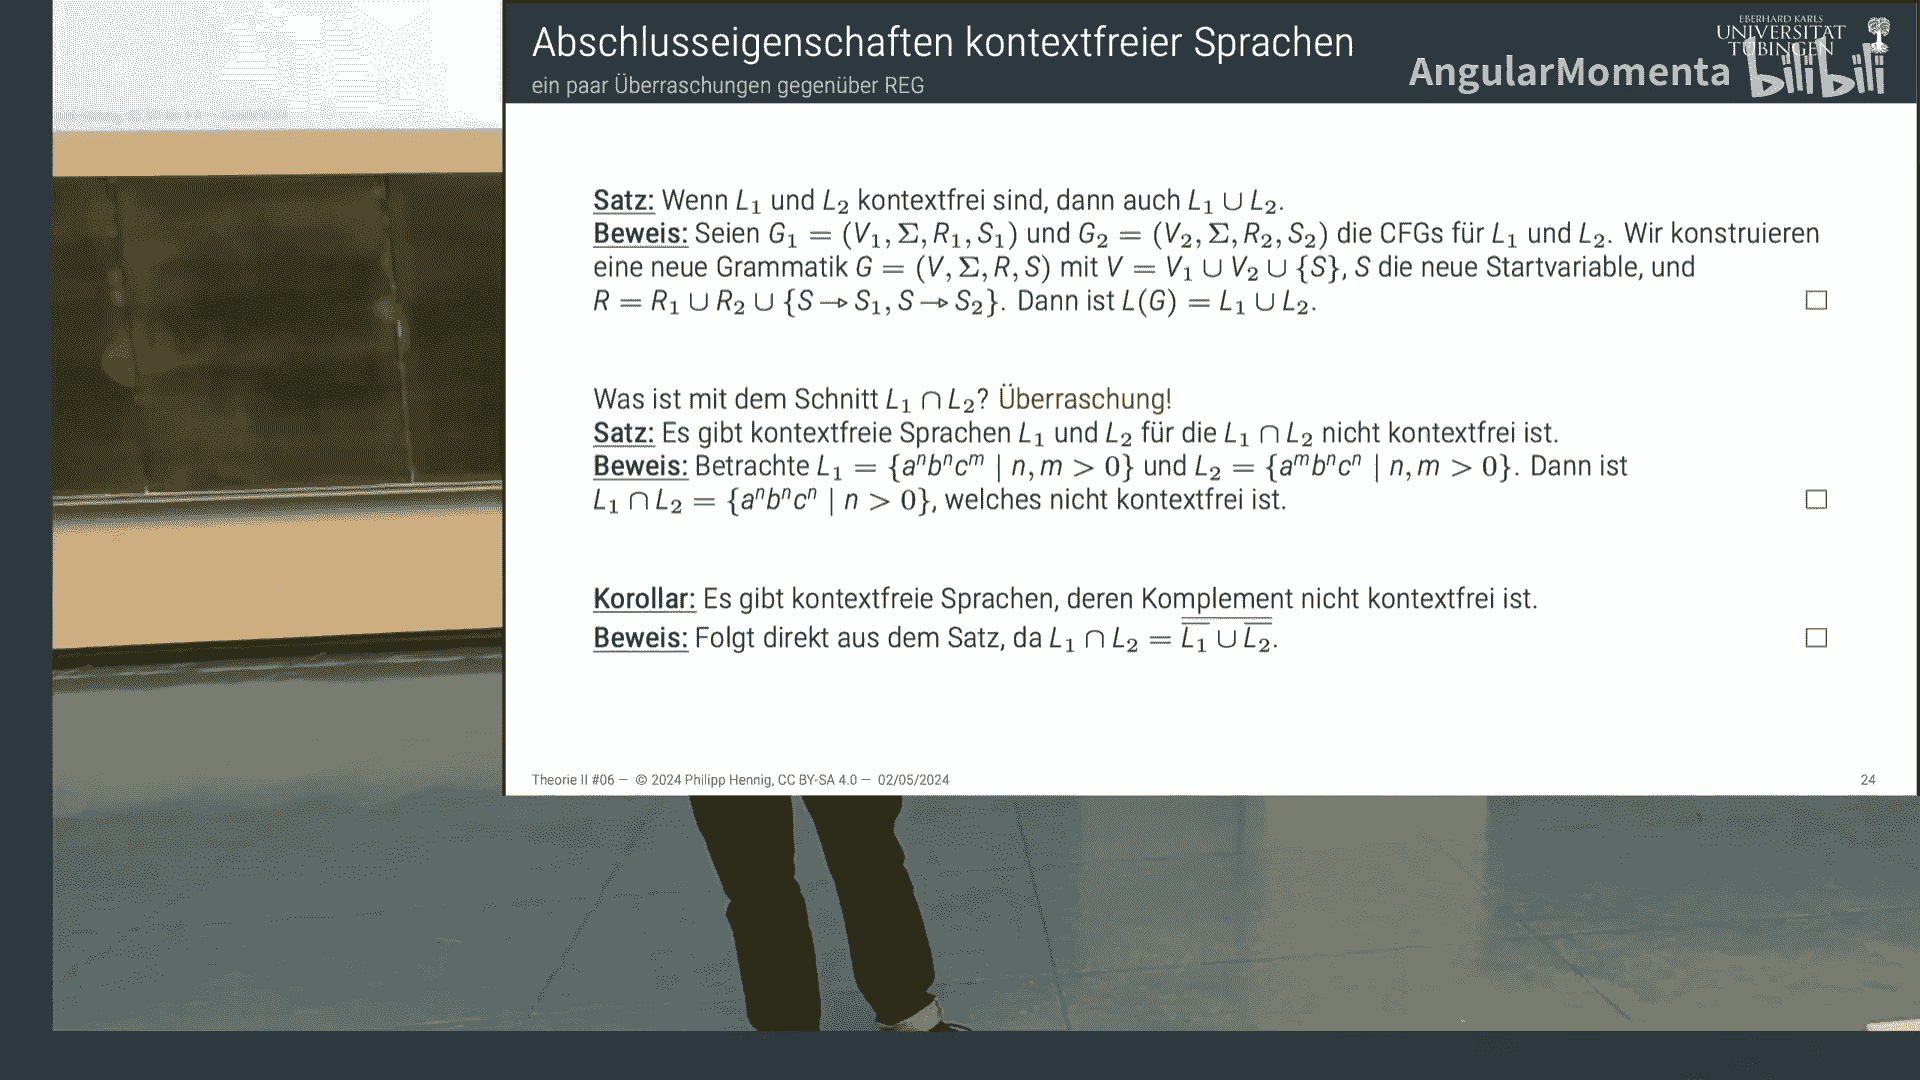 Abschlusseigenschaften kontextfreier Sprachen
ein paar Überraschungen gegenüber REG
EBERHARD KARLS
UNIVERSITÄT
TÜBINGEN
AngularMomenta
bilibili
Satz: Wenn L₁ und L₂ kontextfrei sind, dann auch L₁ ∪ L₂.
Beweis: Seien G₁ = (V₁, Σ, R₁, S₁) und G₂ = (V₂, Σ, R₂, S₂) die CFGs für L₁ und L₂. Wir konstruieren
eine neue Grammatik G = (V, Σ, R, S) mit V = V₁ ∪ V₂ ∪ {S}, S die neue Startvariable, und
R = R₁ ∪ R₂ ∪ {S → S₁, S → S₂}. Dann ist L(G) = L₁ ∪ L₂. □
Was ist mit dem Schnitt L₁ ∩ L₂? Überraschung!
Satz: Es gibt kontextfreie Sprachen L₁ und L₂ für die L₁ ∩ L₂ nicht kontextfrei ist.
Beweis: Betrachte L₁ = {aⁿbⁿcᵐ | n, m > 0} und L₂ = {aᵐbⁿcⁿ | n, m > 0}. Dann ist
L₁ ∩ L₂ = {aⁿbⁿcⁿ | n > 0}, welches nicht kontextfrei ist. □
Korollar: Es gibt kontextfreie Sprachen, deren Komplement nicht kontextfrei ist.
Beweis: Folgt direkt aus dem Satz, da L₁ ∩ L₂ = \overline{\overline{L₁} ∪ \overline{L₂}}. □
Theorie II #06 — © 2024 Philipp Hennig, CC BY-SA 4.0 — 02/05/2024
24